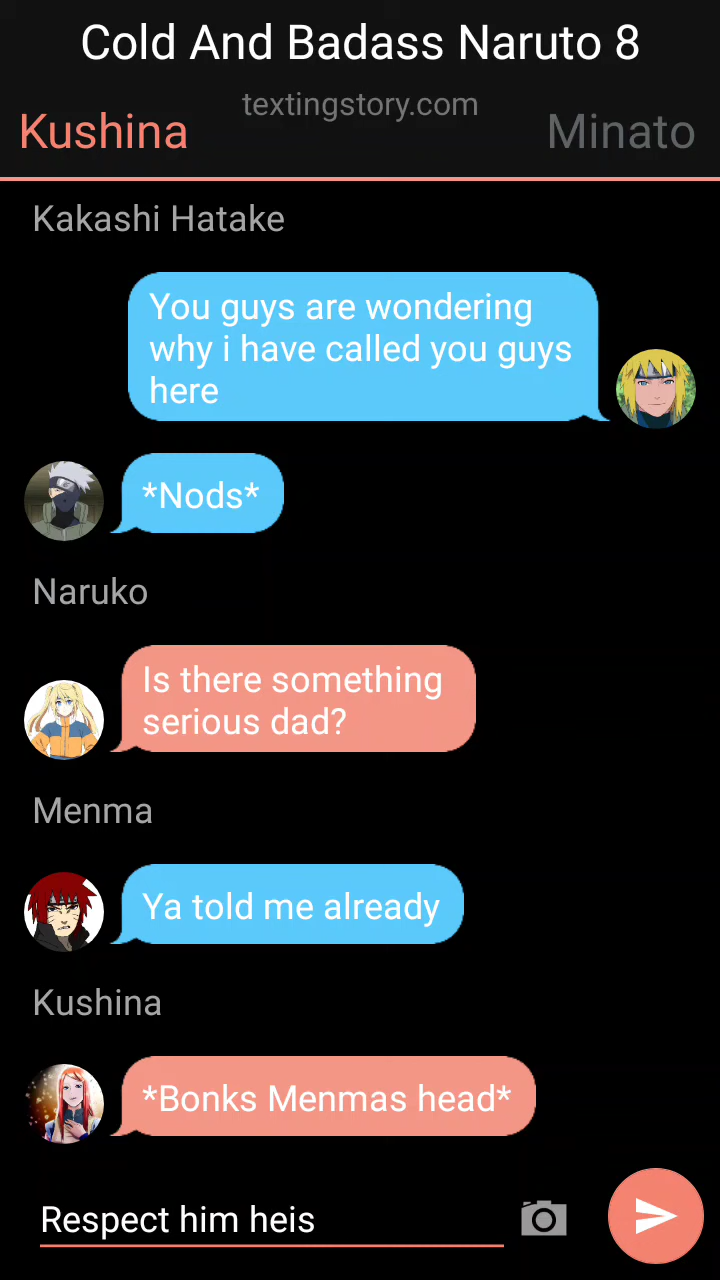 Cold And Badass Naruto 8
textingstory.com
Kushina
Minato
Kakashi Hatake
You guys are wondering
why i have called you guys
here
*Nods*
Naruko
Is there something
serious dad?
Menma
Ya told me already
Kushina
*Bonks Menmas head*
Respect him heis